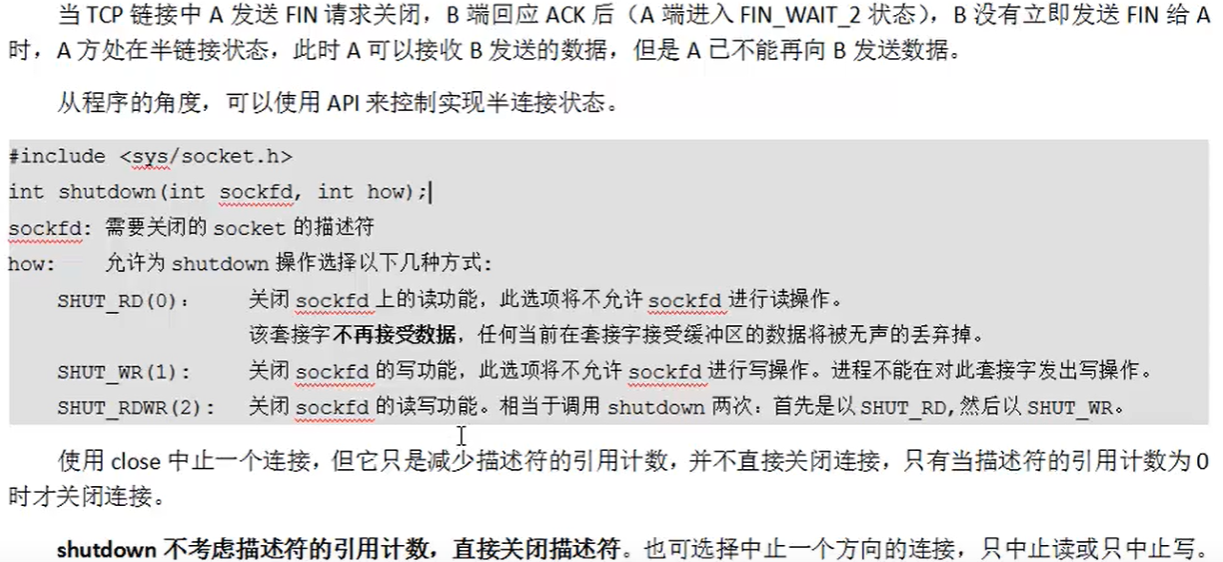 当 TCP 链接中 A 发送 FIN 请求关闭，B 端回应 ACK 后（A 端进入 FIN_WAIT_2 状态），B 没有立即发送 FIN 给 A
时，A 方处在半链接状态，此时 A 可以接收 B 发送的数据，但是 A 已不能再向 B 发送数据。
从程序的角度，可以使用 API 来控制实现半连接状态。
#include <sys/socket.h>
int shutdown(int sockfd, int how);
sockfd: 需要关闭的 socket 的描述符
how: 允许为 shutdown 操作选择以下几种方式:
SHUT_RD(0): 关闭 sockfd 上的读功能，此选项将不允许 sockfd 进行读操作。
该套接字不再接受数据，任何当前在套接字接受缓冲区的数据将被无声的丢弃掉。
SHUT_WR(1): 关闭 sockfd 的写功能，此选项将不允许 sockfd 进行写操作。进程不能在对此套接字发出写操作。
SHUT_RDWR(2): 关闭 sockfd 的读写功能。相当于调用 shutdown 两次：首先是以 SHUT_RD,然后以 SHUT_WR。
使用 close 中止一个连接，但它只是减少描述符的引用计数，并不直接关闭连接，只有当描述符的引用计数为 0
时才关闭连接。
shutdown 不考虑描述符的引用计数，直接关闭描述符。也可选择中止一个方向的连接，只中止读或只中止写。